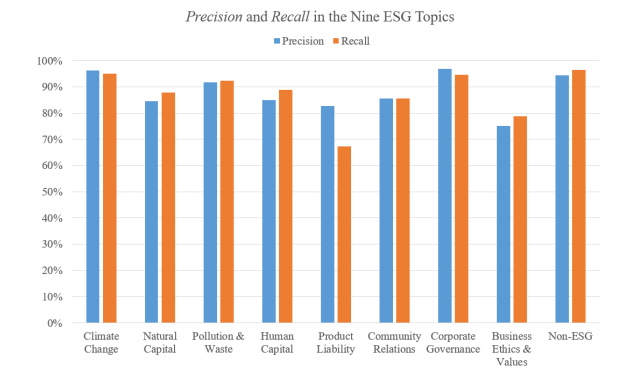 Precision and Recall in the Nine ESG Topics
Precision Recall
100%
90%
80%
70%
60%
50%
40%
30%
20%
10%
0%
Climate Change
Natural Capital
Pollution & Waste
Human Capital
Product Liability
Community Relations
Corporate Governance
Business Ethics & Values
Non-ESG